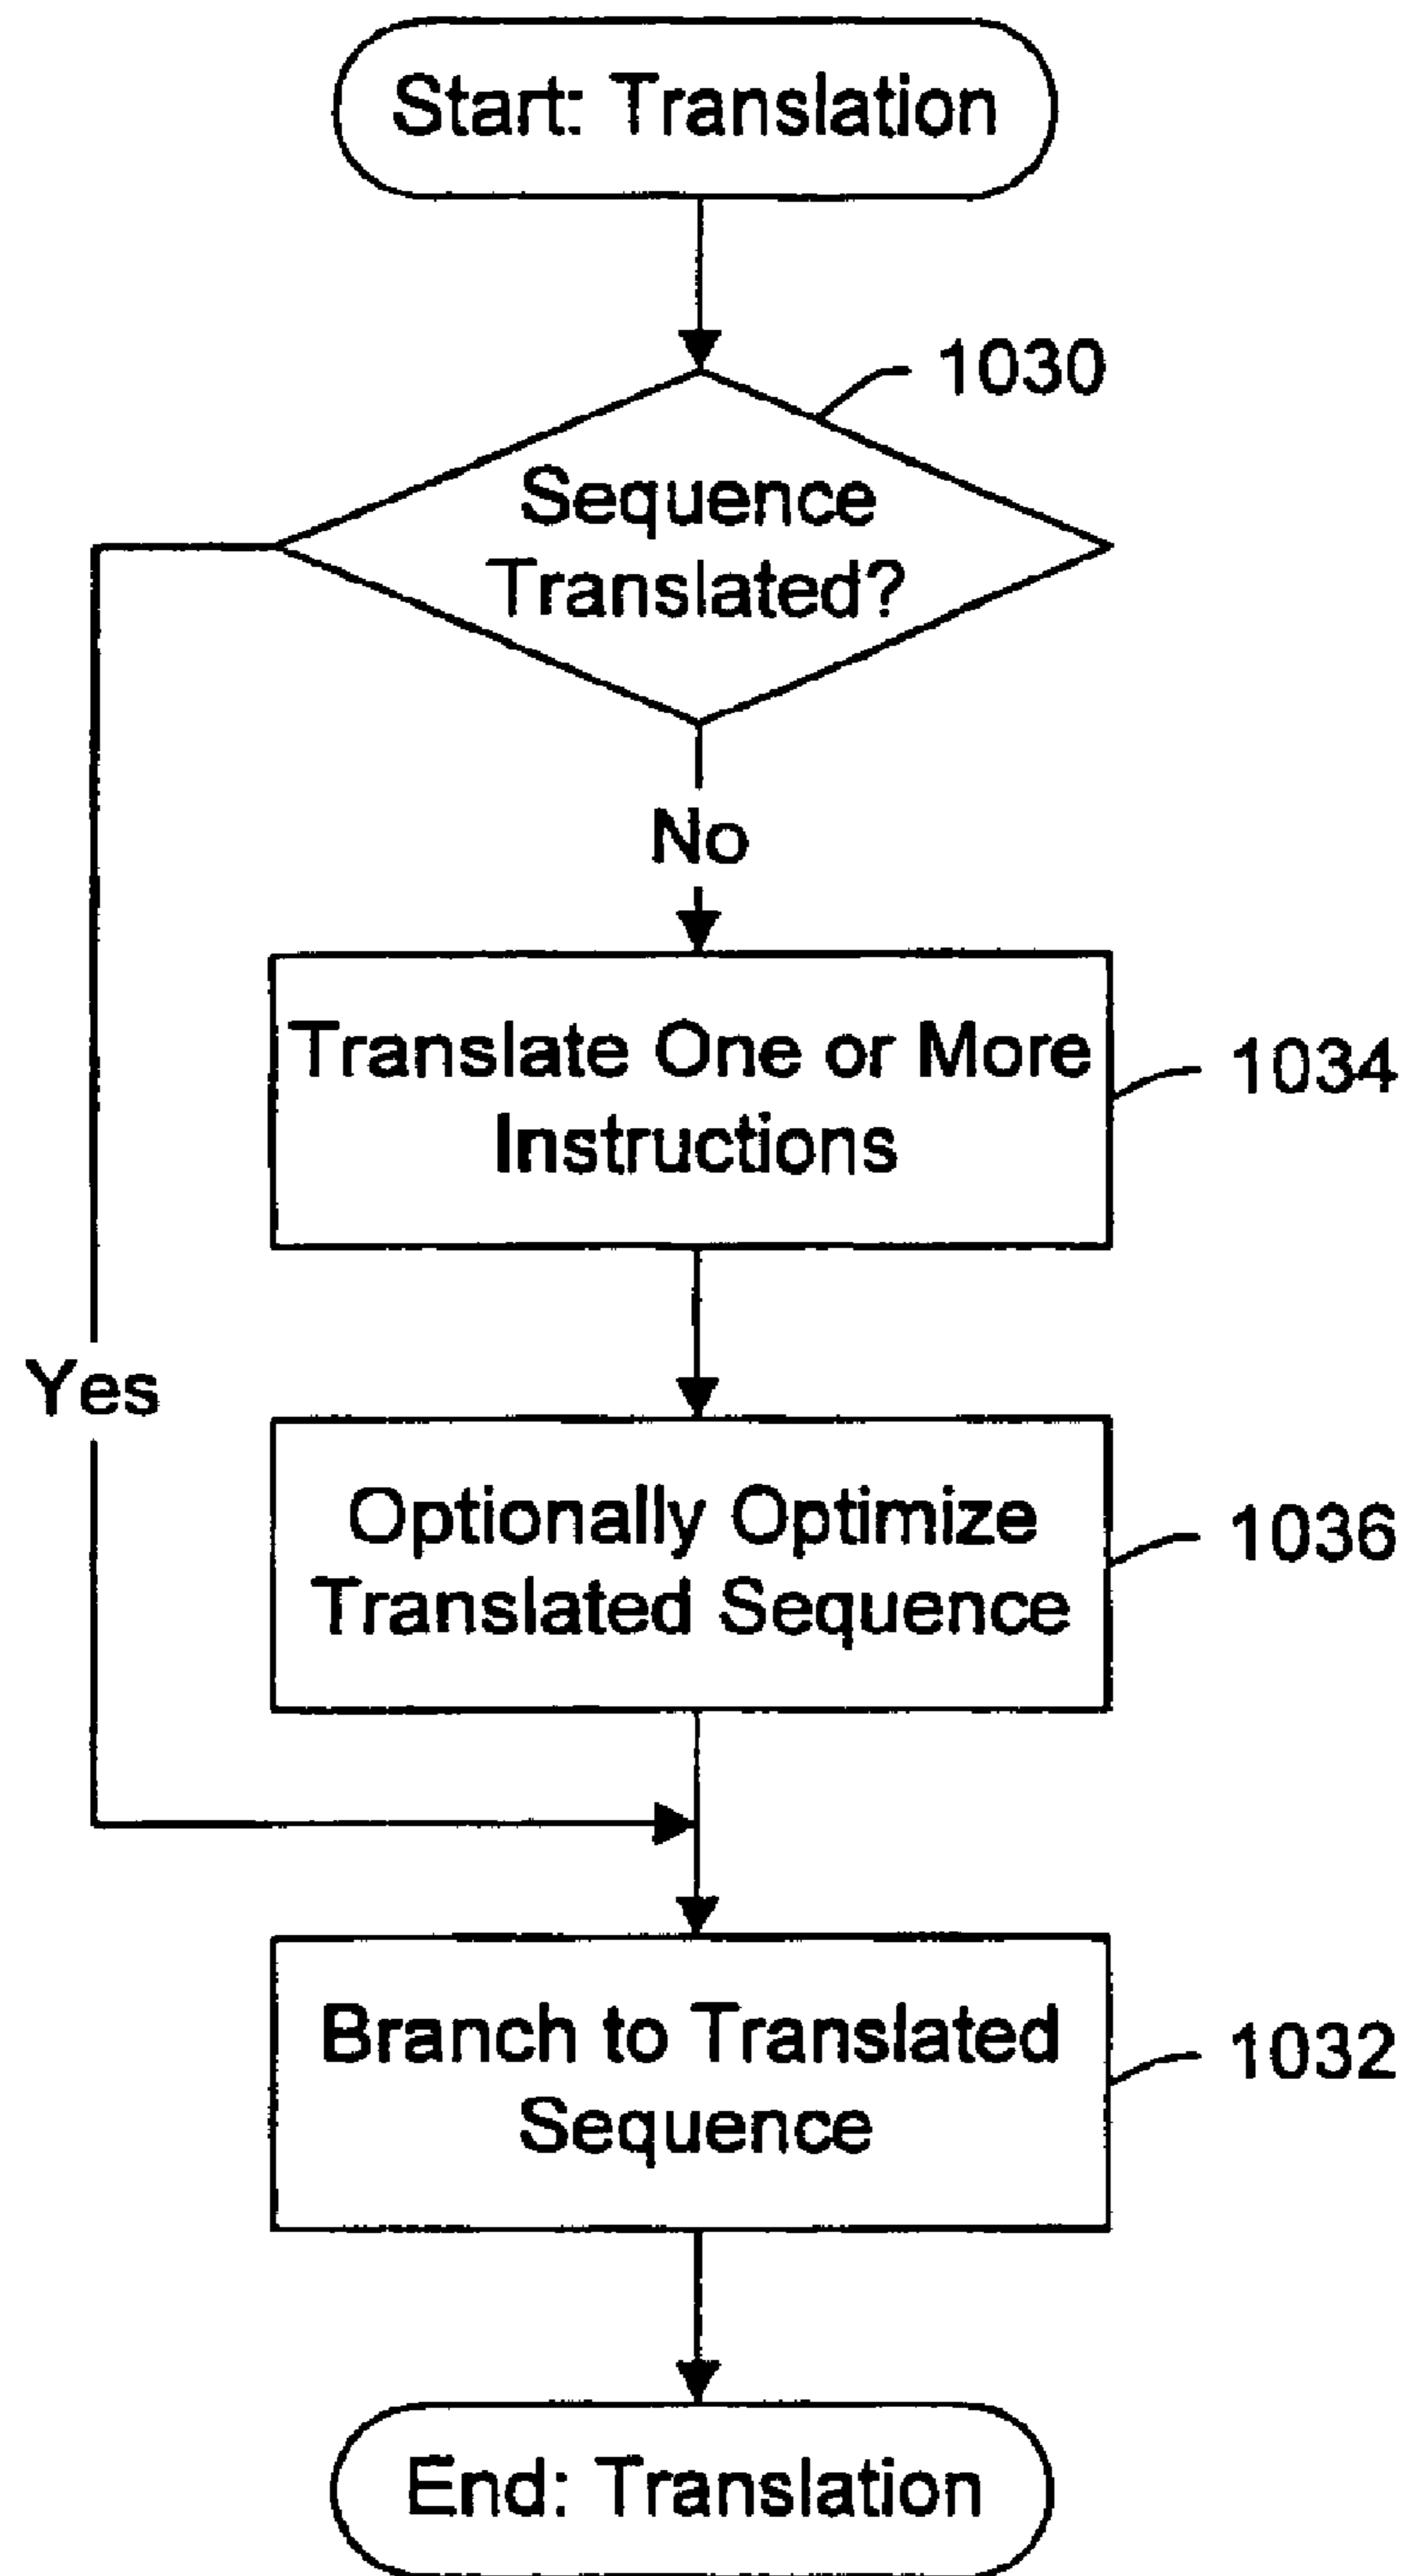 Start: Translation
1030
Sequence
Translated?
No
Translate One or More
Instructions
1034
Yes
Optionally Optimize
Translated Sequence
1036
Branch to Translated
Sequence
1032
End: Translation